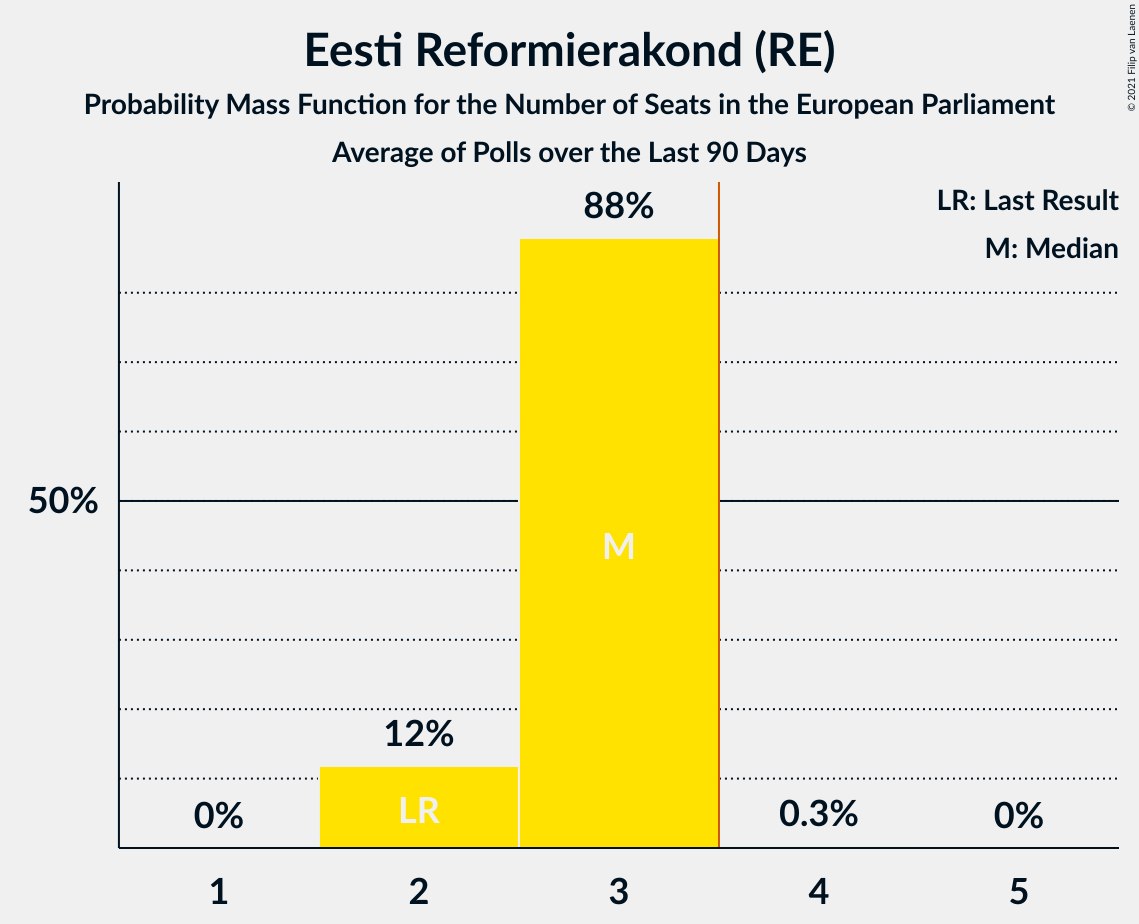 Eesti Reformierakond (RE)
Probability Mass Function for the Number of Seats in the European Parliament
Average of Polls over the Last 90 Days
© 2021 Filip van Laenen
LR: Last Result
M: Median
88%
50%
M
12%
LR
0%
0.3%
0%
1 2 3 4 5